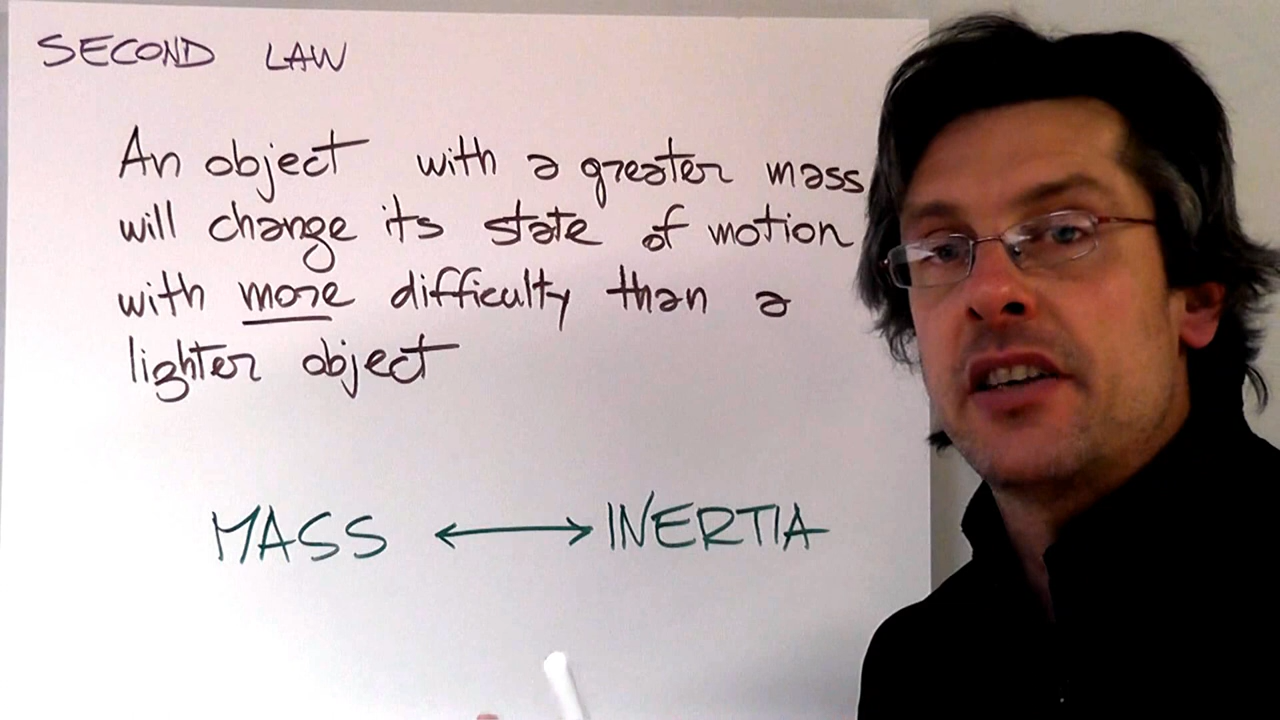 SECOND LAW
An object with a greater mass
will change its state of motion
with more difficulty than a
lighter object
MASS ↔ INERTIA